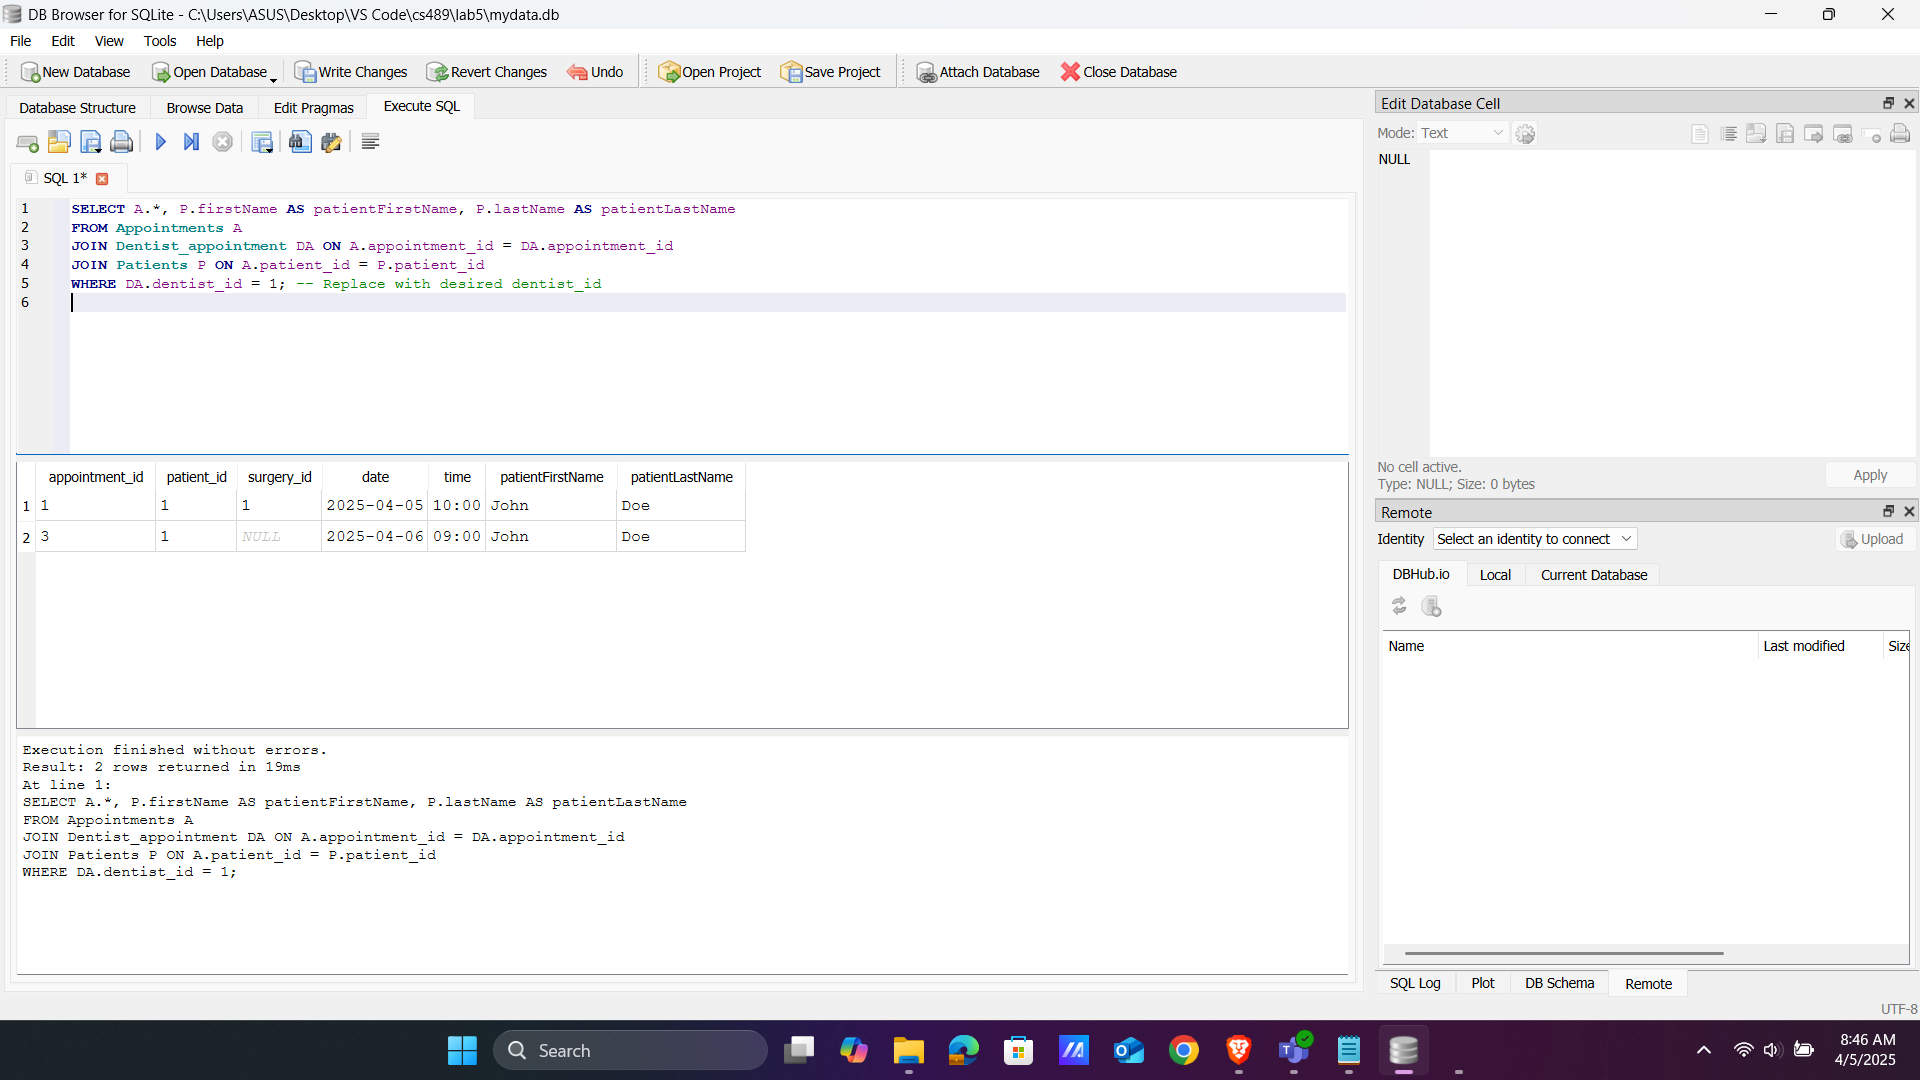 DB Browser for SQLite - C:\Users\ASUS\Desktop\VS Code\cs489\lab5\mydata.db
File Edit View Tools Help
New Database Open Database Write Changes Revert Changes Undo Open Project Save Project Attach Database Close Database
Database Structure Browse Data Edit Pragmas Execute SQL
SQL 1*
1 SELECT A.*, P.firstName AS patientFirstName, P.lastName AS patientLastName
2 FROM Appointments A
3 JOIN Dentist_appointment DA ON A.appointment_id = DA.appointment_id
4 JOIN Patients P ON A.patient_id = P.patient_id
5 WHERE DA.dentist_id = 1; -- Replace with desired dentist_id
6
appointment_id patient_id surgery_id date time patientFirstName patientLastName
1 1 1 1 2025-04-05 10:00 John Doe
2 3 1 NULL 2025-04-06 09:00 John Doe
Execution finished without errors.
Result: 2 rows returned in 19ms
At line 1:
SELECT A.*, P.firstName AS patientFirstName, P.lastName AS patientLastName
FROM Appointments A
JOIN Dentist_appointment DA ON A.appointment_id = DA.appointment_id
JOIN Patients P ON A.patient_id = P.patient_id
WHERE DA.dentist_id = 1;
Edit Database Cell
Mode: Text
NULL
No cell active.
Type: NULL; Size: 0 bytes
Apply
Remote
Identity Select an identity to connect Upload
DBHub.io Local Current Database
Name Last modified Size
SQL Log Plot DB Schema Remote
UTF-8
Search
8:46 AM
4/5/2025